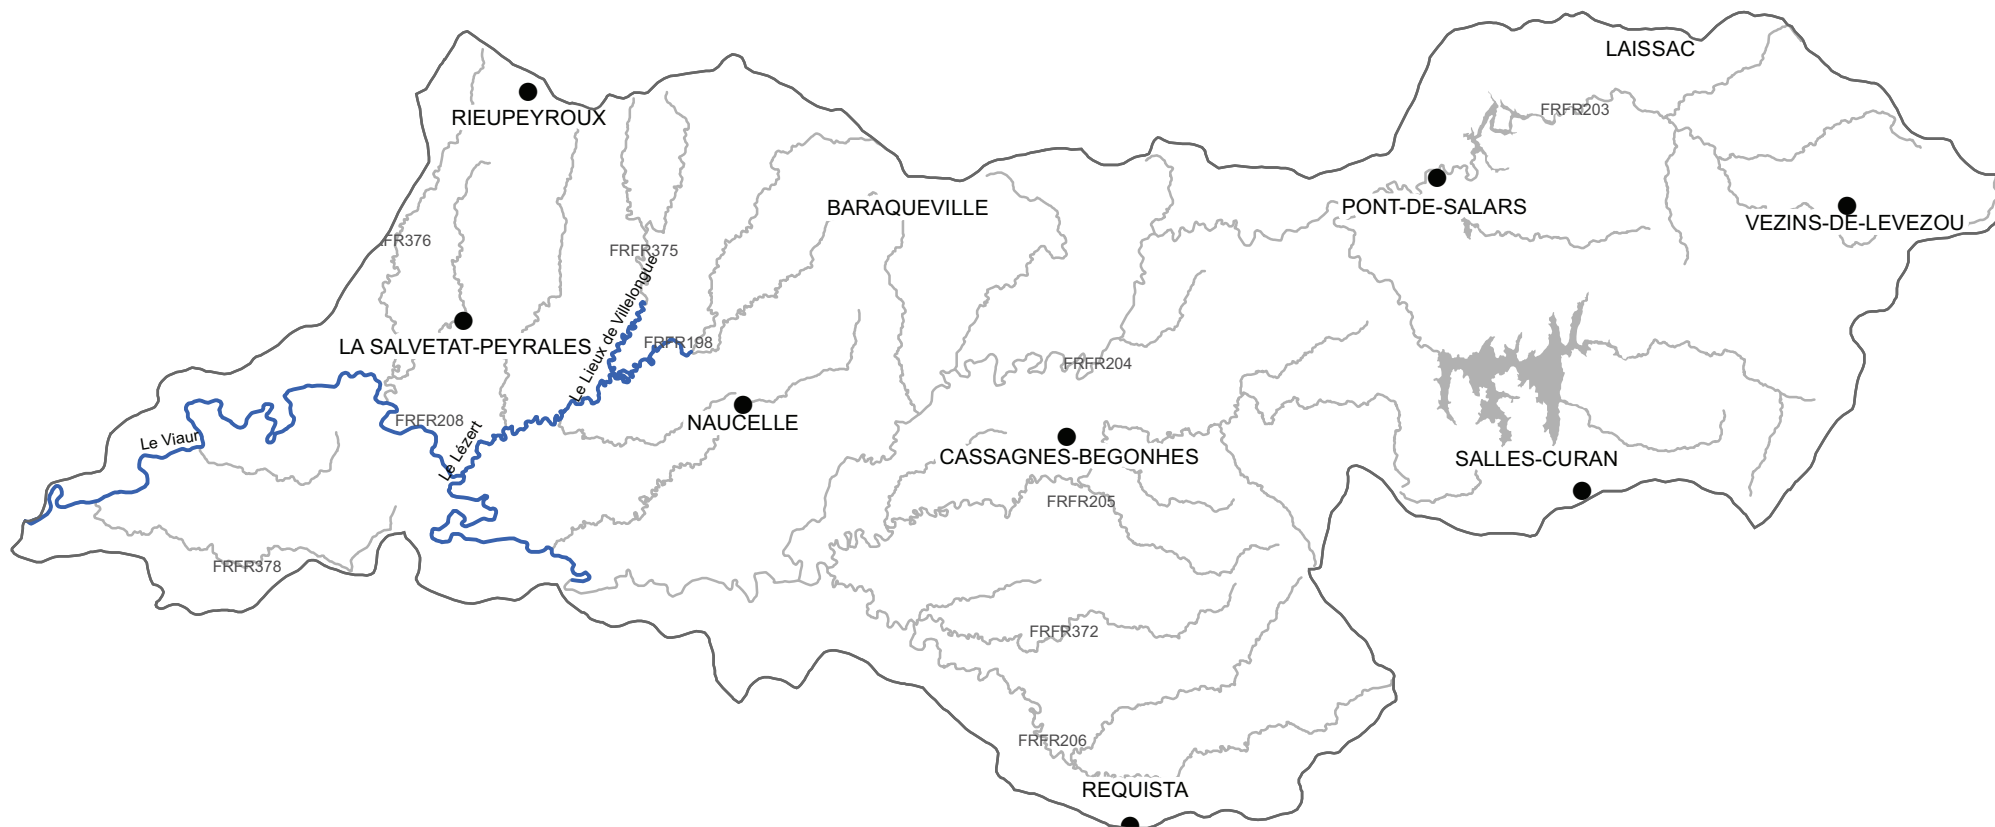 LAISSAC
FRFR203
RIEUPEYROUX
PONT-DE-SALARS
BARAQUEVILLE
VEZINS-DE-LEVEZOU
FR376
FRFR375
Le Lieux de Villelongue
FRFR198
LA SALVETAT-PEYRALES
FRFR204
FRFR208
NAUCELLE
Le Viaur
Le Lézert
CASSAGNES-BEGONHES
SALLES-CURAN
FRFR205
FRFR378
FRFR372
FRFR206
REQUISTA